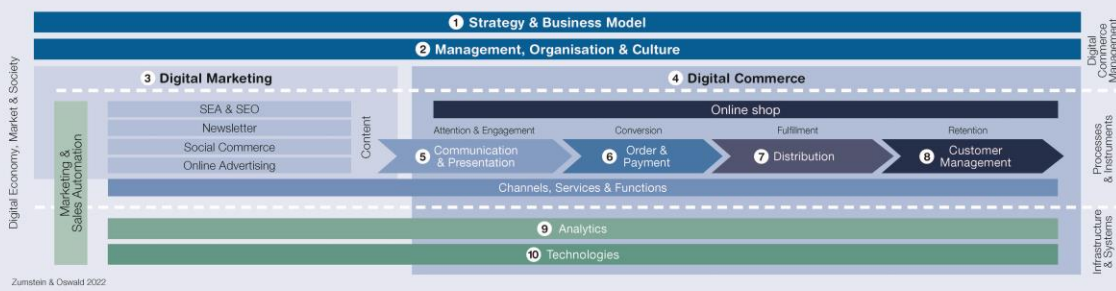 1 Strategy & Business Model
2 Management, Organisation & Culture
Digital Economy, Market & Society
Digital
Commerce
Management
3 Digital Marketing
4 Digital Commerce
Marketing &
Sales Automation
SEA & SEO
Newsletter
Social Commerce
Online Advertising
Content
Online shop
Attention & Engagement
Conversion
Fulfillment
Retention
5 Communication
& Presentation
6 Order &
Payment
7 Distribution
8 Customer
Management
Processes
& Instruments
Channels, Services & Functions
9 Analytics
10 Technologies
Infrastructure
& Systems
Zumstein & Oswald 2022